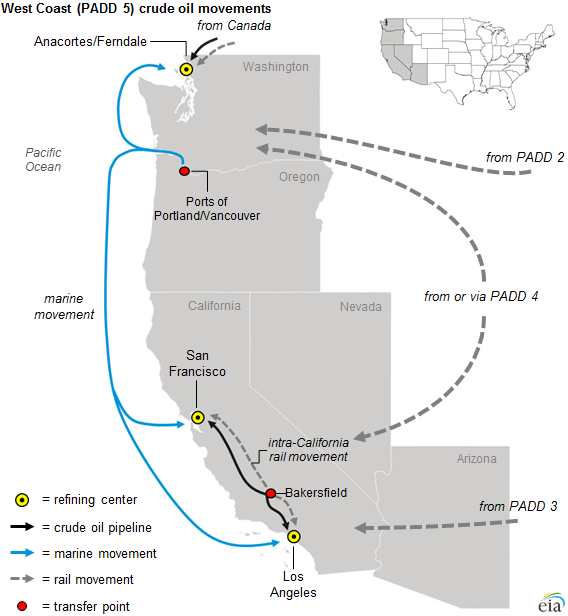 West Coast (PADD 5) crude oil movements
from Canada
Anacortes/Ferndale
Washington
Pacific
Ocean
from PADD 2
Oregon
Ports of
Portland/Vancouver
marine
movement
from or via PADD 4
California
Nevada
San
Francisco
intra-California
rail movement
Arizona
Bakersfield
= refining center
from PADD 3
= crude oil pipeline
= marine movement
= rail movement
Los
Angeles
= transfer point
eia